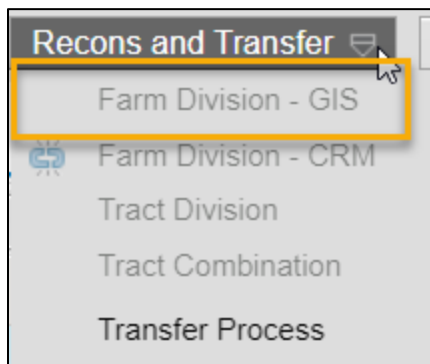 Recons and Transfer
Farm Division - GIS
Farm Division - CRM
Tract Division
Tract Combination
Transfer Process